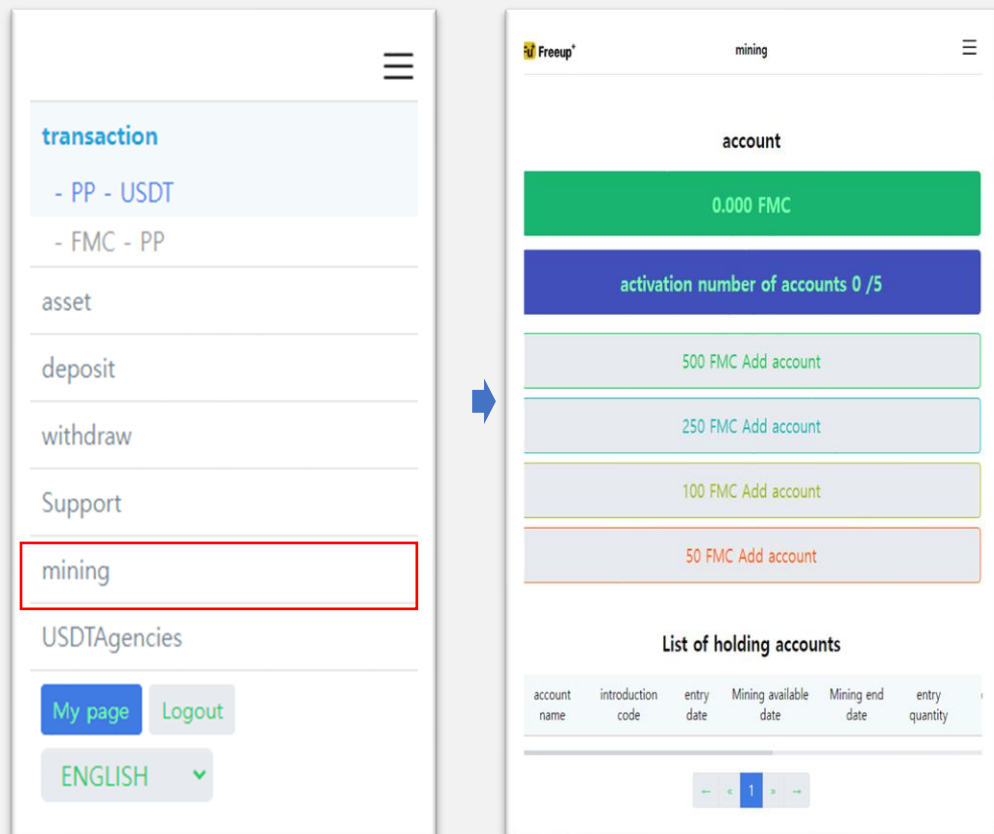 transaction
- PP - USDT
- FMC - PP
asset
deposit
withdraw
Support
mining
USDTAgencies
My page Logout
ENGLISH
Freeup+ mining
account
0.000 FMC
activation number of accounts 0 /5
500 FMC Add account
250 FMC Add account
100 FMC Add account
50 FMC Add account
List of holding accounts
account introduction entry Mining available Mining end entry
name code date date date quantity
← « 1 » →